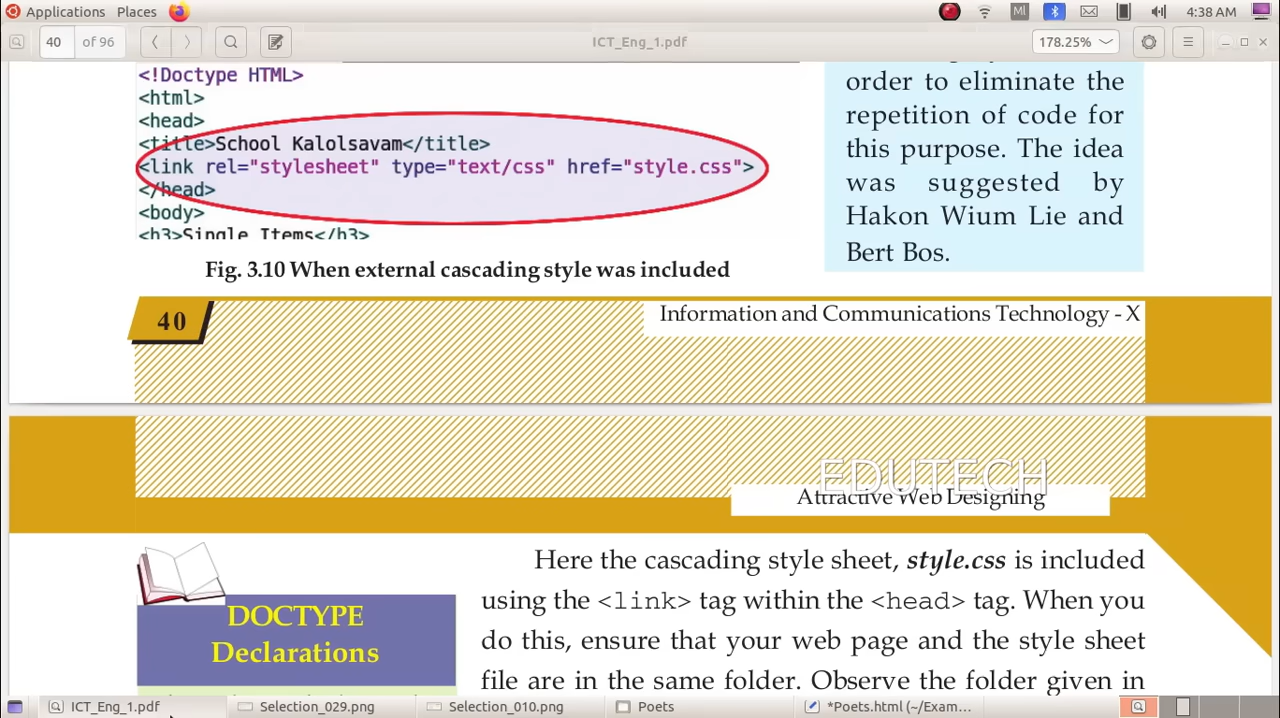 Applications Places
Ml
4:38 AM
40 of 96
ICT_Eng_1.pdf
178.25%
<!Doctype HTML>
<html>
<head>
<title>School Kalolsavam</title>
<link rel="stylesheet" type="text/css" href="style.css">
</head>
<body>
<h3>Single Items</h3>
Fig. 3.10 When external cascading style was included
order to eliminate the
repetition of code for
this purpose. The idea
was suggested by
Hakon Wium Lie and
Bert Bos.
40
Information and Communications Technology - X
EDUTECH
Attractive Web Designing
DOCTYPE
Declarations
Here the cascading style sheet, style.css is included
using the <link> tag within the <head> tag. When you
do this, ensure that your web page and the style sheet
file are in the same folder. Observe the folder given in
ICT_Eng_1.pdf
Selection_029.png
Selection_010.png
Poets
*Poets.html (~/Exam...